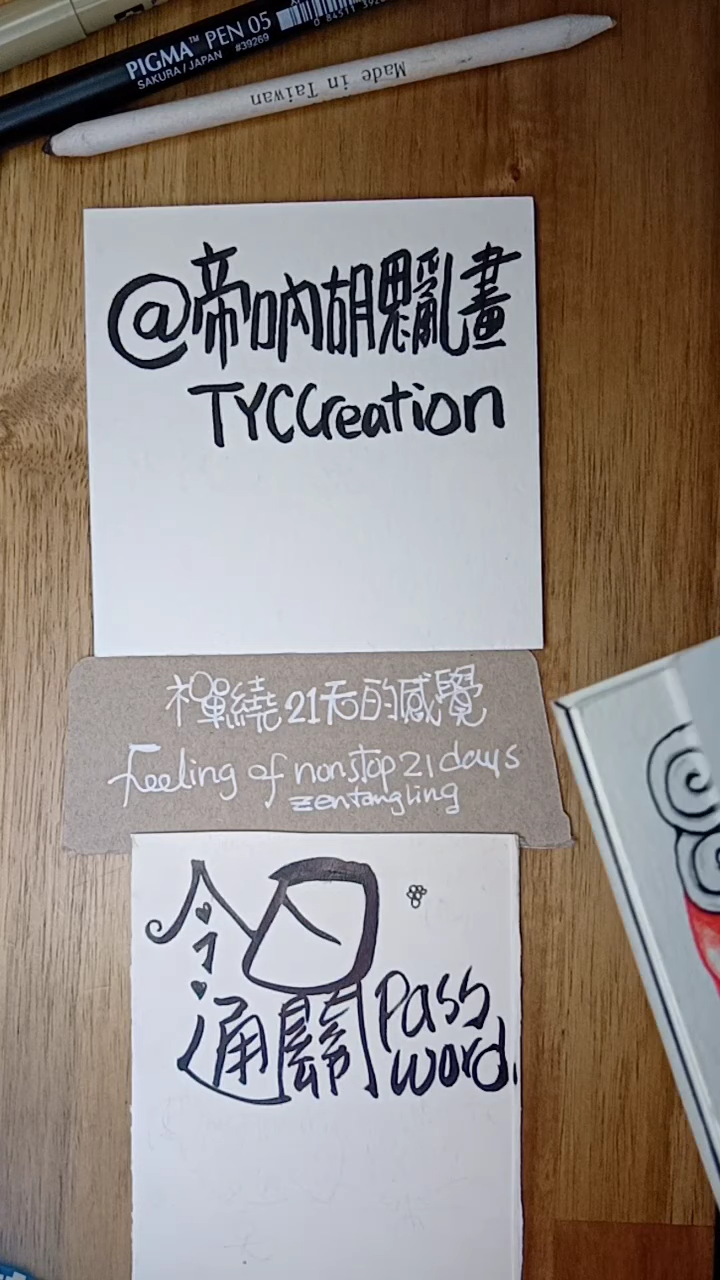 PIGMA™ PEN 05
SAKURA / JAPAN #39269
Made in Taiwan
@帝吶胡思亂畫
TYCCreation
禪繞21天的感覺
Feeling of nonstop 21 days
zentangling
今日
通關 Pass
word.